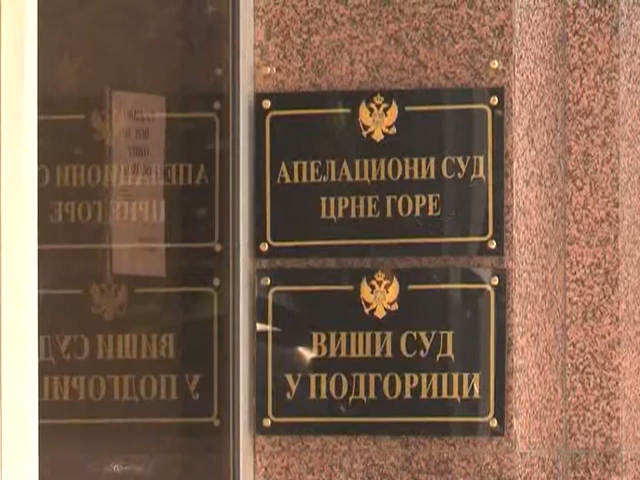 АПЕЛАЦИОНИ СУД
ЦРНЕ ГОРЕ
ВИШИ СУД
У ПОДГОРИЦИ